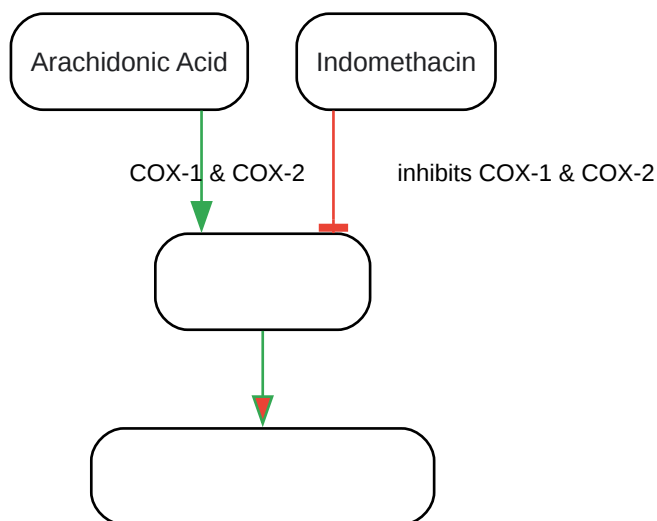 Arachidonic Acid
Indomethacin
COX-1 & COX-2
inhibits COX-1 & COX-2